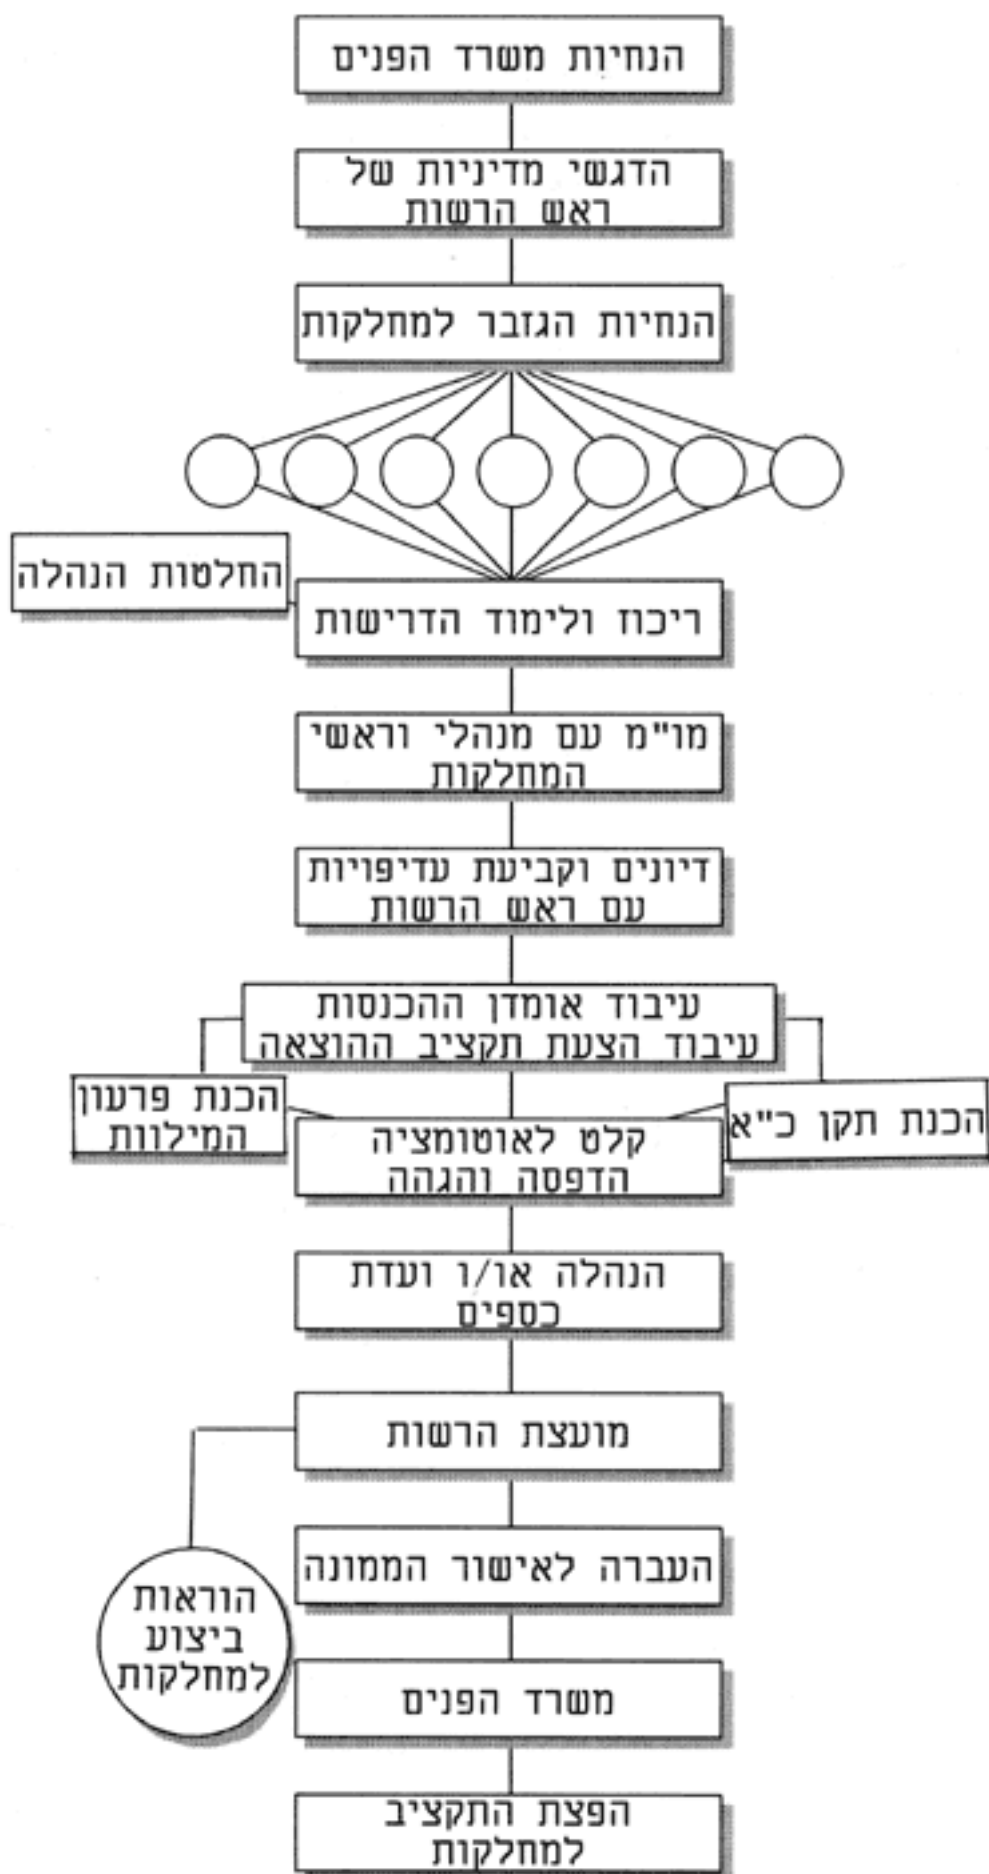 הנחיות משרד הפנים
הדגשי מדיניות של
ראש הרשות
הנחיות הגזבר למחלקות
החלטות הנהלה
ריכוז ולימוד הדרישות
מו"מ עם מנהלי וראשי
המחלקות
דיונים וקביעת עדיפויות
עם ראש הרשות
עיבוד אומדן ההכנסות
עיבוד הצעת תקציב ההוצאה
הכנת תקן כ"א
הכנת פרעון
המילוות
קלט לאוטומציה
הדפסה והגהה
הנהלה או/ו ועדת
כספים
מועצת הרשות
העברה לאישור הממונה
הוראות
ביצוע
למחלקות
משרד הפנים
הפצת התקציב
למחלקות